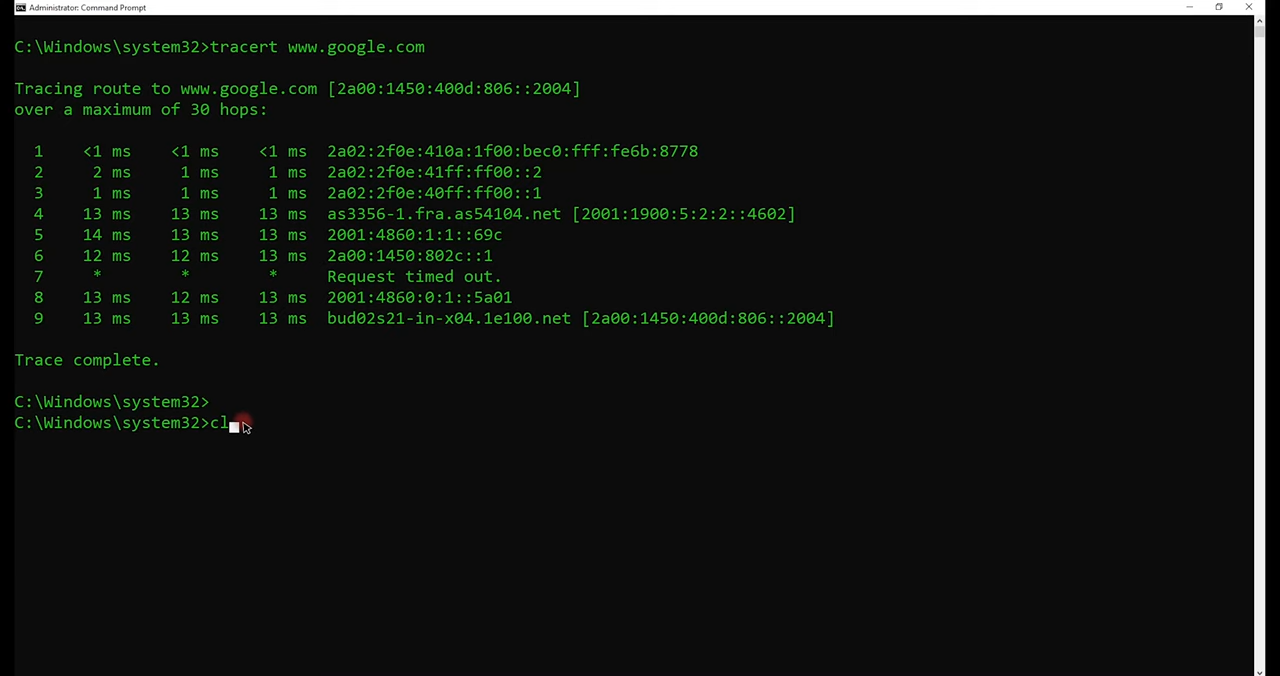 Administrator: Command Prompt
C:\Windows\system32>tracert www.google.com
Tracing route to www.google.com [2a00:1450:400d:806::2004]
over a maximum of 30 hops:
1 <1 ms <1 ms <1 ms 2a02:2f0e:410a:1f00:bec0:fff:fe6b:8778
2 2 ms 1 ms 1 ms 2a02:2f0e:41ff:ff00::2
3 1 ms 1 ms 1 ms 2a02:2f0e:40ff:ff00::1
4 13 ms 13 ms 13 ms as3356-1.fra.as54104.net [2001:1900:5:2:2::4602]
5 14 ms 13 ms 13 ms 2001:4860:1:1::69c
6 12 ms 12 ms 13 ms 2a00:1450:802c::1
7 * * * Request timed out.
8 13 ms 12 ms 13 ms 2001:4860:0:1::5a01
9 13 ms 13 ms 13 ms bud02s21-in-x04.1e100.net [2a00:1450:400d:806::2004]
Trace complete.
C:\Windows\system32>
C:\Windows\system32>cl